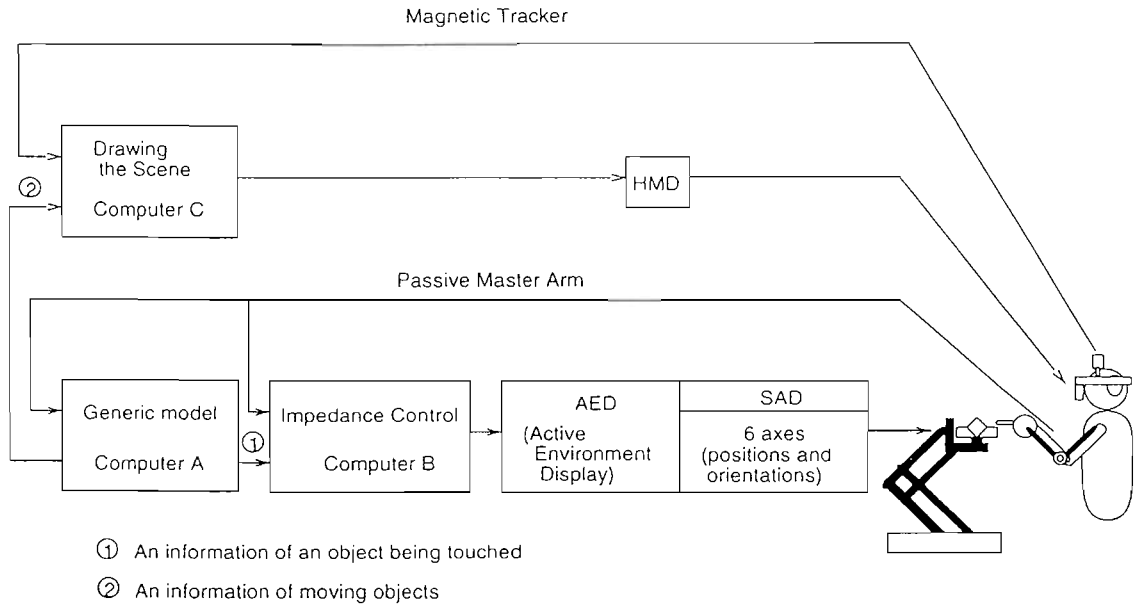 Magnetic Tracker
Drawing
the Scene
Computer C
②
HMD
Passive Master Arm
Generic model
Computer A
①
Impedance Control
Computer B
AED
(Active
Environment
Display)
SAD
6 axes
(positions and
orientations)
① An information of an object being touched
② An information of moving objects